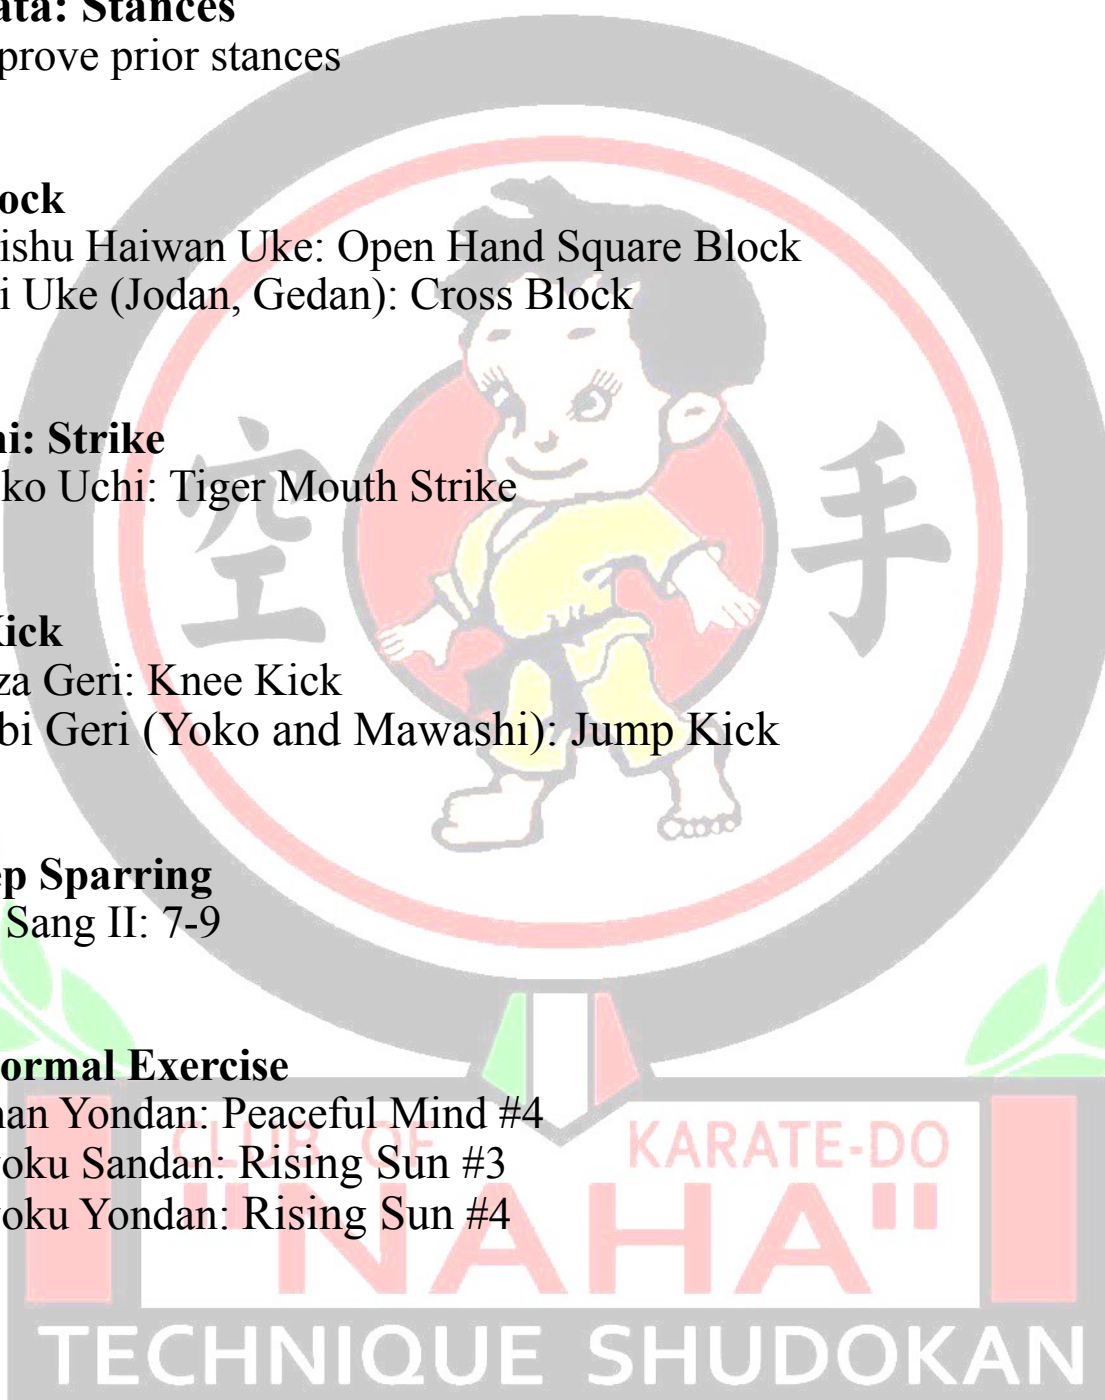 ata: Stances
prove prior stances
ock
ishu Haiwan Uke: Open Hand Square Block
i Uke (Jodan, Gedan): Cross Block
ni: Strike
ko Uchi: Tiger Mouth Strike
空 手
Kick
za Geri: Knee Kick
bi Geri (Yoko and Mawashi): Jump Kick
ep Sparring
Sang II: 7-9
ormal Exercise
nan Yondan: Peaceful Mind #4
oku Sandan: Rising Sun #3
oku Yondan: Rising Sun #4
CLUB OF KARATE-DO
"NAHA"
TECHNIQUE SHUDOKAN